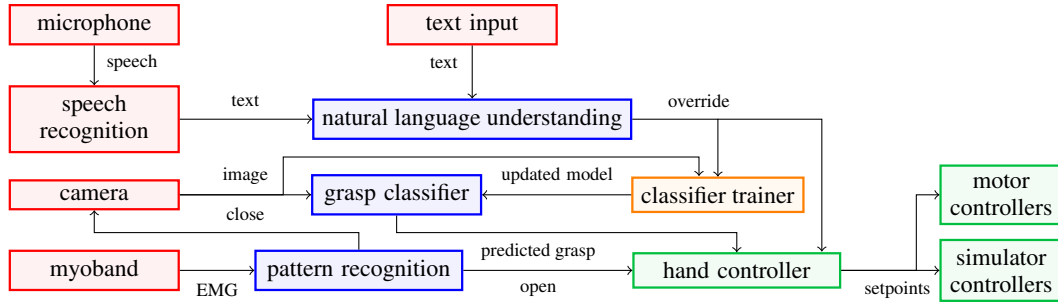 microphone
text input
speech
text
speech
recognition
text
natural language understanding
override
image
updated model
camera
grasp classifier
classifier trainer
motor
controllers
close
predicted grasp
myoband
EMG
pattern recognition
open
hand controller
setpoints
simulator
controllers